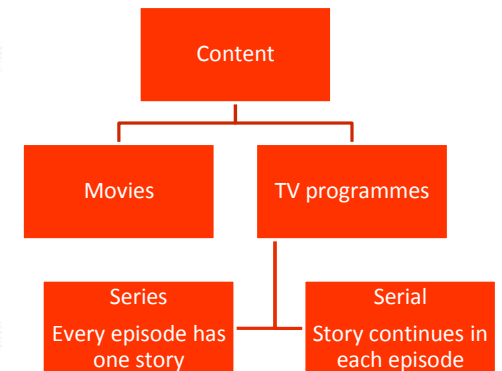 Content
Movies
TV programmes
Series
Every episode has
one story
Serial
Story continues in
each episode